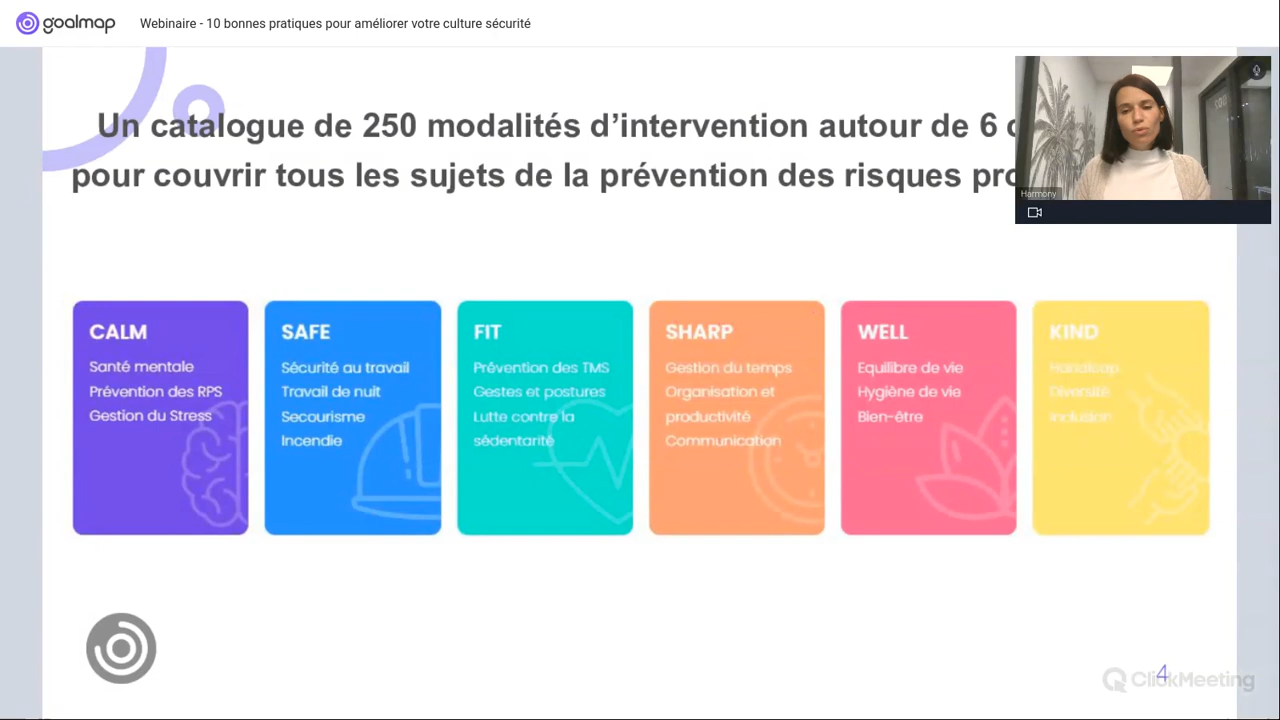 goalmap
Webinaire - 10 bonnes pratiques pour améliorer votre culture sécurité
Un catalogue de 250 modalités d’intervention autour de 6
pour couvrir tous les sujets de la prévention des risques
Harmony
CALM
Santé mentale
Prévention des RPS
Gestion du Stress
SAFE
Sécurité au travail
Travail de nuit
Secourisme
Incendie
FIT
Prévention des TMS
Gestes et postures
Lutte contre la
sédentarité
SHARP
Gestion du temps
Organisation et
productivité
Communication
WELL
Equilibre de vie
Hygiène de vie
Bien-être
KIND
Handicap
Diversité
Inclusion
4
ClickMeeting